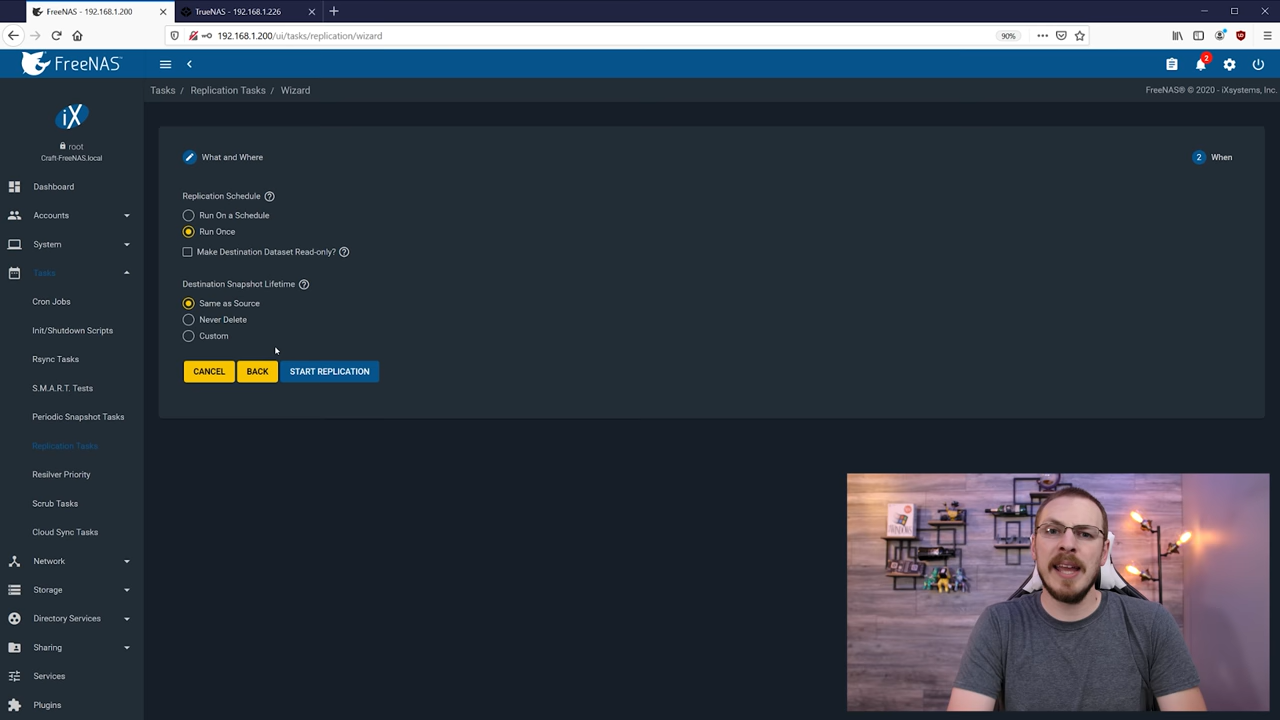 FreeNAS - 192.168.1.200
TrueNAS - 192.168.1.226
192.168.1.200/ui/tasks/replication/wizard
90%
FreeNAS®
2
Tasks / Replication Tasks / Wizard
FreeNAS® © 2020 - iXsystems, Inc.
iX
root
Craft-FreeNAS.local
What and Where
2 When
Replication Schedule
Run On a Schedule
Run Once
Make Destination Dataset Read-only?
Destination Snapshot Lifetime
Same as Source
Never Delete
Custom
CANCEL
BACK
START REPLICATION
Dashboard
Accounts
System
Tasks
Cron Jobs
Init/Shutdown Scripts
Rsync Tasks
S.M.A.R.T. Tests
Periodic Snapshot Tasks
Replication Tasks
Resilver Priority
Scrub Tasks
Cloud Sync Tasks
Network
Storage
Directory Services
Sharing
Services
Plugins